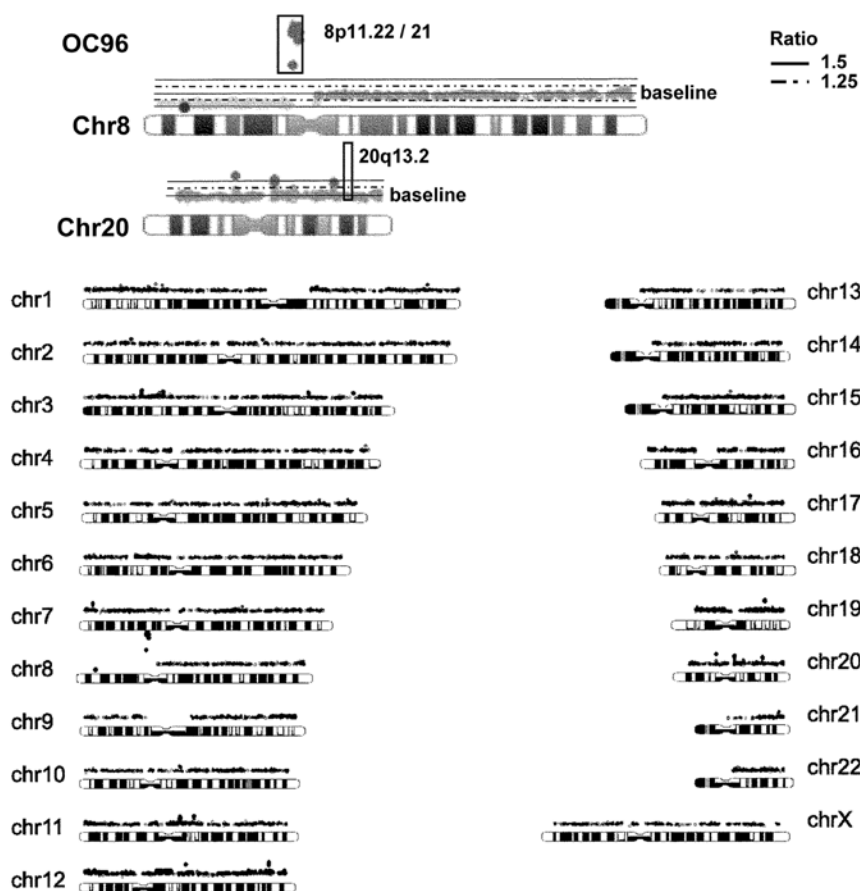 OC96
8p11.22 / 21
Ratio
1.5
1.25
baseline
Chr8
20q13.2
baseline
Chr20
chr1
chr2
chr3
chr4
chr5
chr6
chr7
chr8
chr9
chr10
chr11
chr12
chr13
chr14
chr15
chr16
chr17
chr18
chr19
chr20
chr21
chr22
chrX